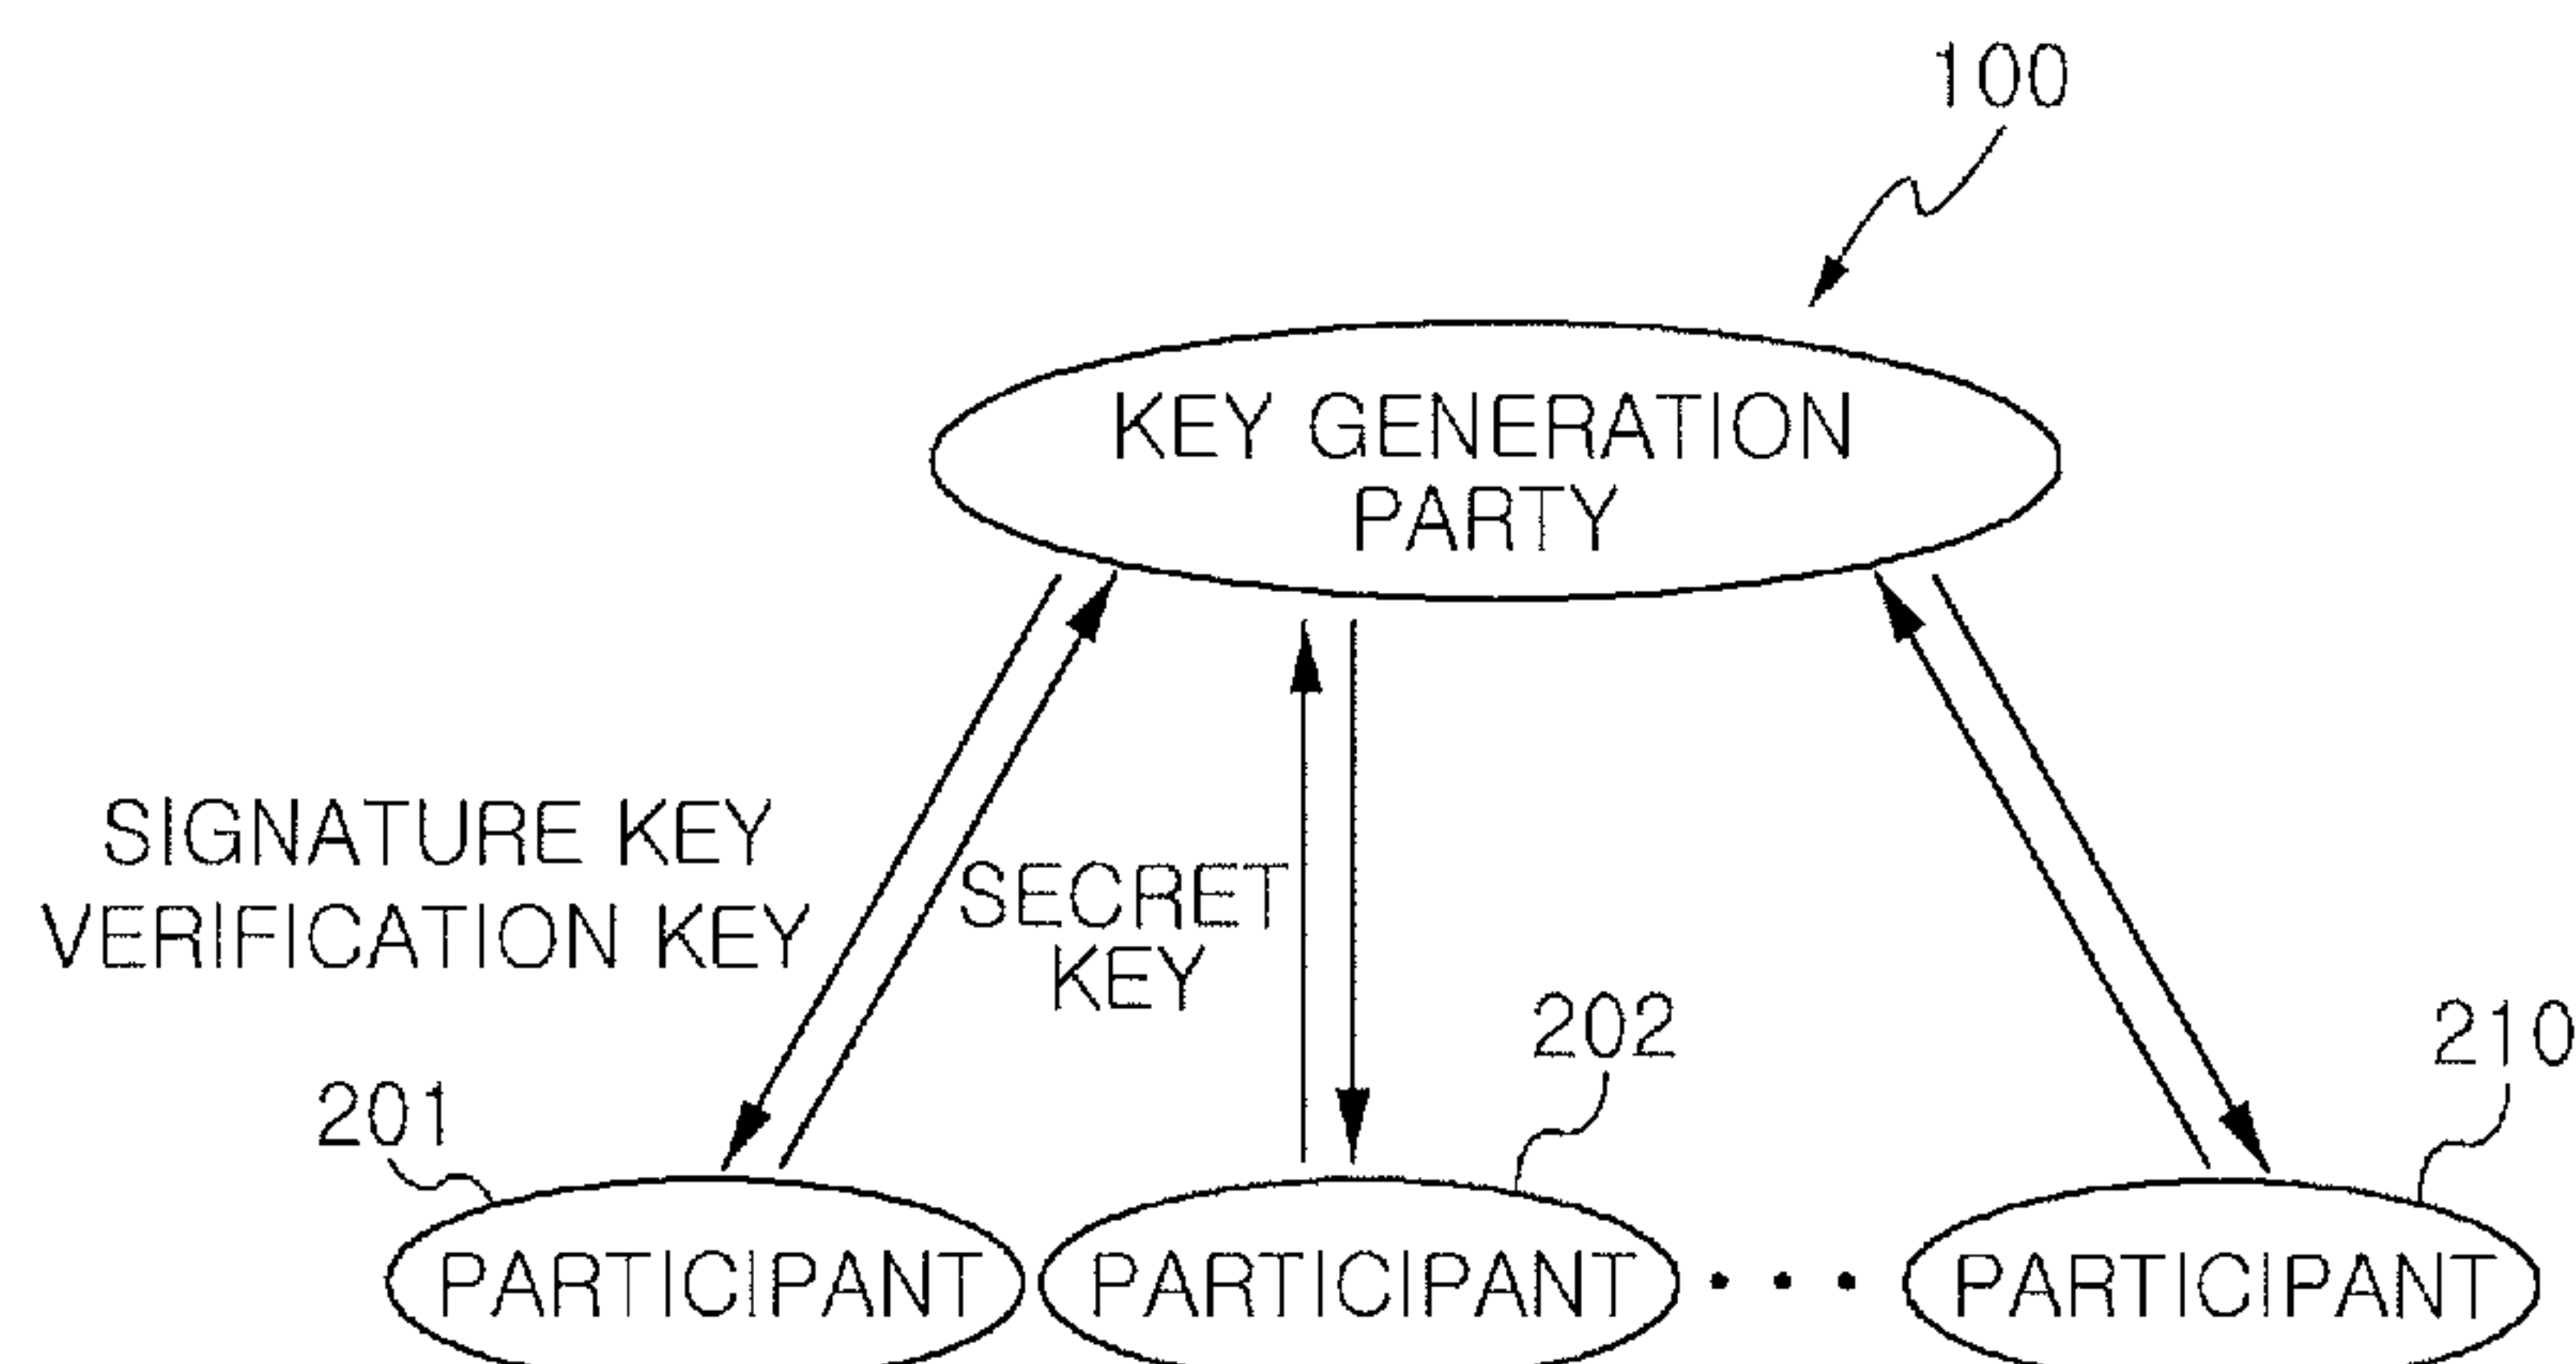 100
KEY GENERATION
PARTY
SIGNATURE KEY
VERIFICATION KEY
SECRET
KEY
201
202
210
PARTICIPANT
PARTICIPANT
• • •
PARTICIPANT